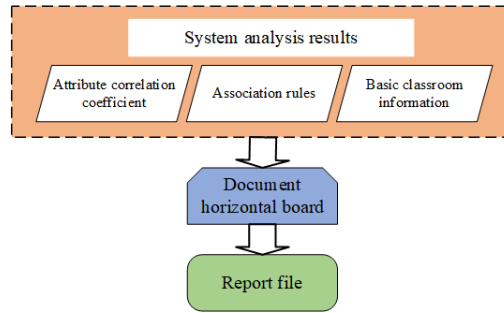 System analysis results
Attribute correlation
coefficient
Association rules
Basic classroom
information
Document
horizontal board
Report file